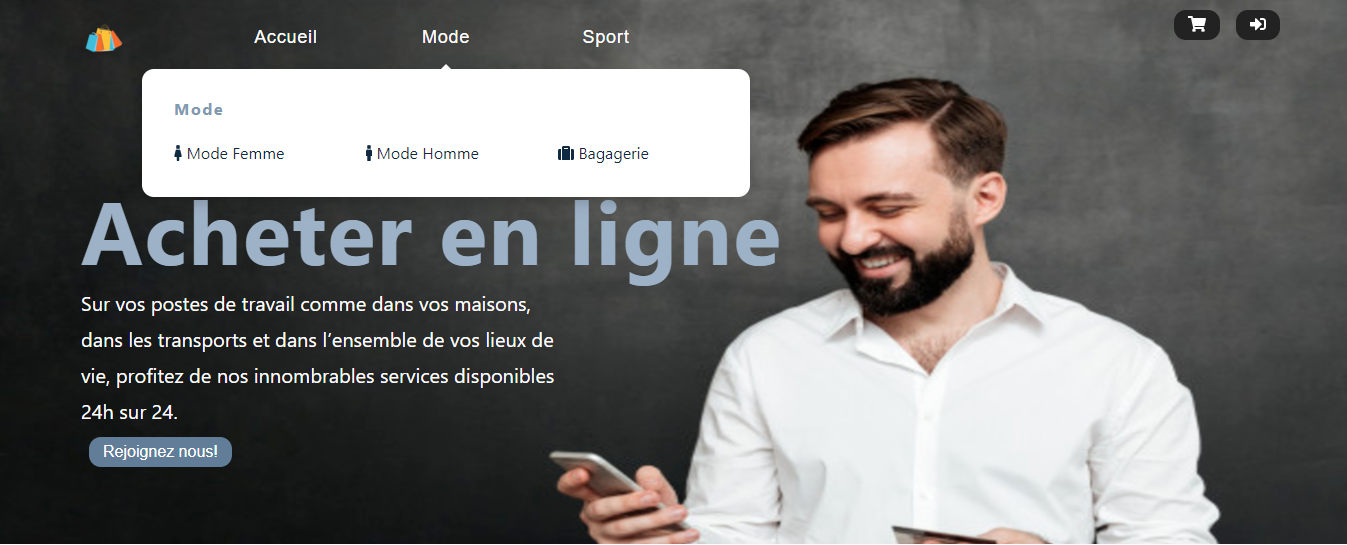 Accueil
Mode
Sport
Mode
Mode Femme
Mode Homme
Bagagerie
Acheter en ligne
Sur vos postes de travail comme dans vos maisons,
dans les transports et dans l’ensemble de vos lieux de
vie, profitez de nos innombrables services disponibles
24h sur 24.
Rejoignez nous!